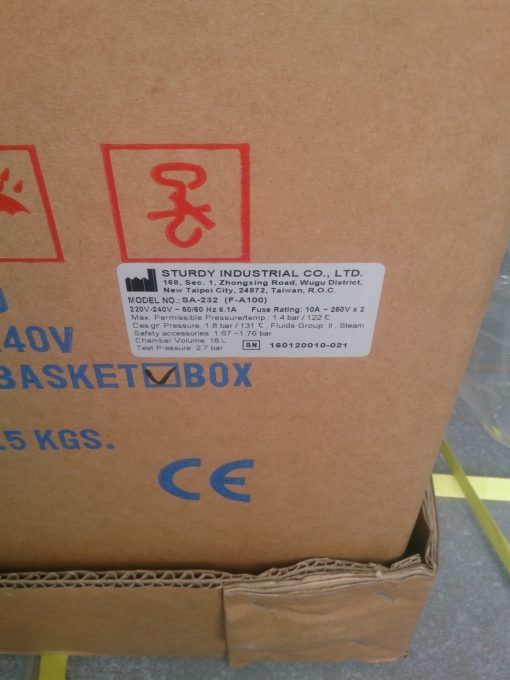 STURDY INDUSTRIAL CO., LTD.
168, Sec. 1, Zhongxing Road, Wugu District,
New Taipei City, 24872, Taiwan, R.O.C.
MODEL NO.: SA-232 (F-A100)
220V-240V ~ 50/60 Hz 6.1A Fuse Rating: 10A ~ 250V x 2
Max. Permissible Pressure/temp: 1.4 bar / 122 ℃
Design Pressure: 1.8 bar / 131 ℃, Fluids Group: II, Steam
Safety accessories: 1.67 ~1.76 bar
Chamber Volume: 16 L
Test Pressure: 2.7 bar
SN 160120010-021
240V
BASKET BOX
.5 KGS.
CE